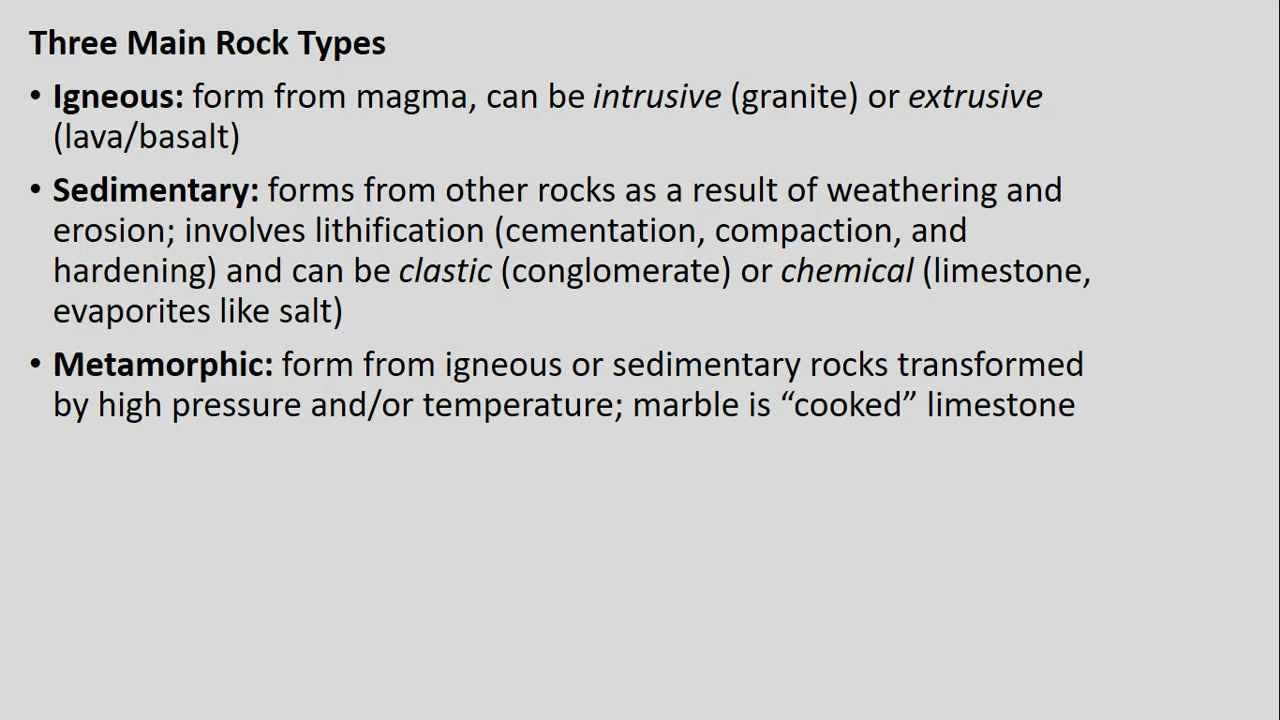 Three Main Rock Types
• Igneous: form from magma, can be intrusive (granite) or extrusive
(lava/basalt)
• Sedimentary: forms from other rocks as a result of weathering and
erosion; involves lithification (cementation, compaction, and
hardening) and can be clastic (conglomerate) or chemical (limestone,
evaporites like salt)
• Metamorphic: form from igneous or sedimentary rocks transformed
by high pressure and/or temperature; marble is “cooked” limestone